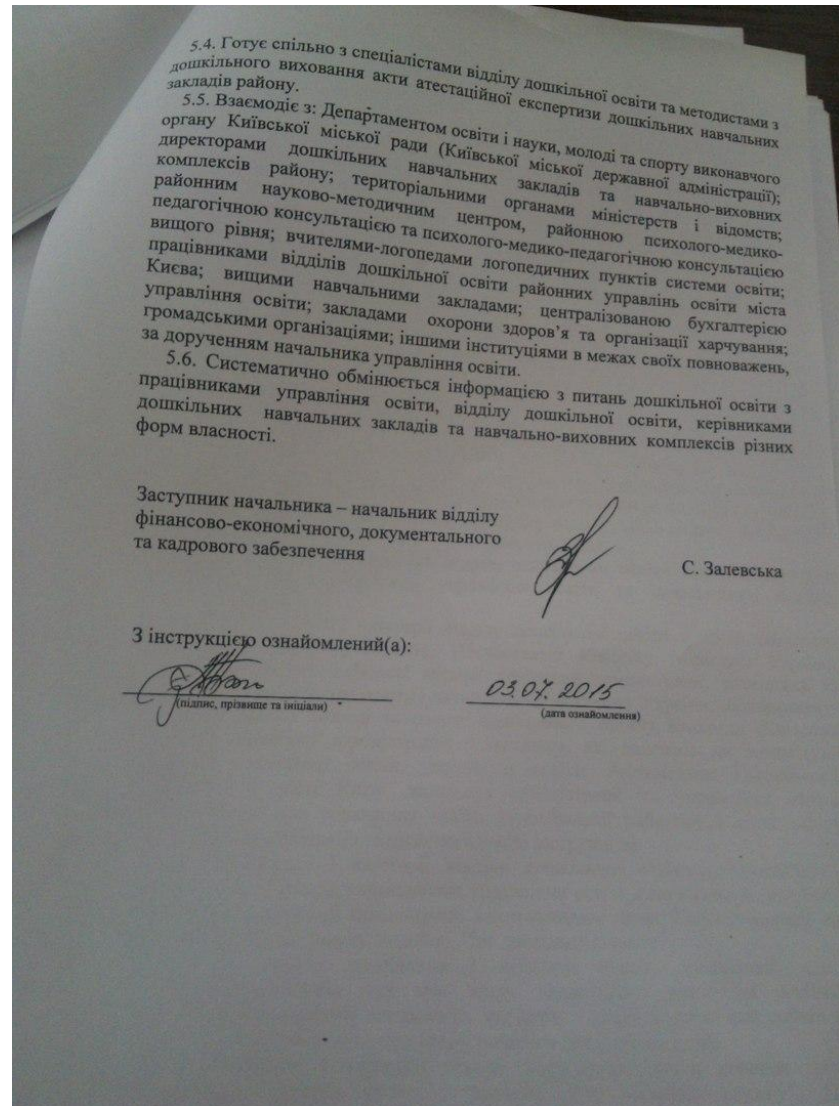 5.4. Готує спільно з спеціалістами відділу дошкільної освіти та методистами з
дошкільного виховання акти атестаційної експертизи дошкільних навчальних
закладів району.
5.5. Взаємодіє з: Департаментом освіти і науки, молоді та спорту виконавчого
органу Київської міської ради (Київської міської державної адміністрації);
директорами дошкільних навчальних закладів та навчально-виховних
комплексів району; територіальними органами міністерств і відомств;
районним науково-методичним центром, районною психолого-медико-
педагогічною консультацією та психолого-медико-педагогічною консультацією
вищого рівня; вчителями-логопедами логопедичних пунктів системи освіти;
працівниками відділів дошкільної освіти районних управлінь освіти міста
Києва; вищими навчальними закладами; централізованою бухгалтерією
управління освіти; закладами охорони здоров'я та організації харчування;
громадськими організаціями; іншими інституціями в межах своїх повноважень,
за дорученням начальника управління освіти.
5.6. Систематично обмінюється інформацією з питань дошкільної освіти з
працівниками управління освіти, відділу дошкільної освіти, керівниками
дошкільних навчальних закладів та навчально-виховних комплексів різних
форм власності.
Заступник начальника – начальник відділу
фінансово-економічного, документального
та кадрового забезпечення
С. Залевська
З інструкцією ознайомлений(а):
03.07.2015
(підпис, прізвище та ініціали)
(дата ознайомлення)